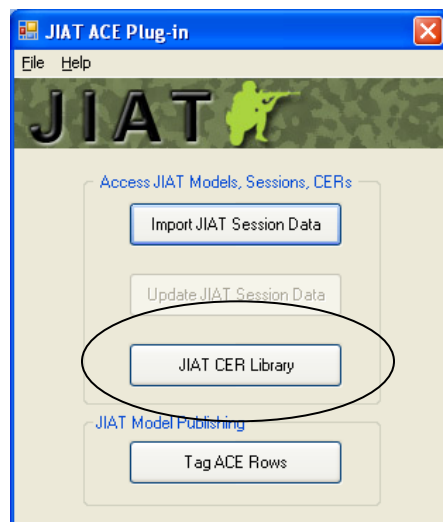 JIAT ACE Plug-in
File Help
JIAT
Access JIAT Models, Sessions, CERs
Import JIAT Session Data
Update JIAT Session Data
JIAT CER Library
JIAT Model Publishing
Tag ACE Rows